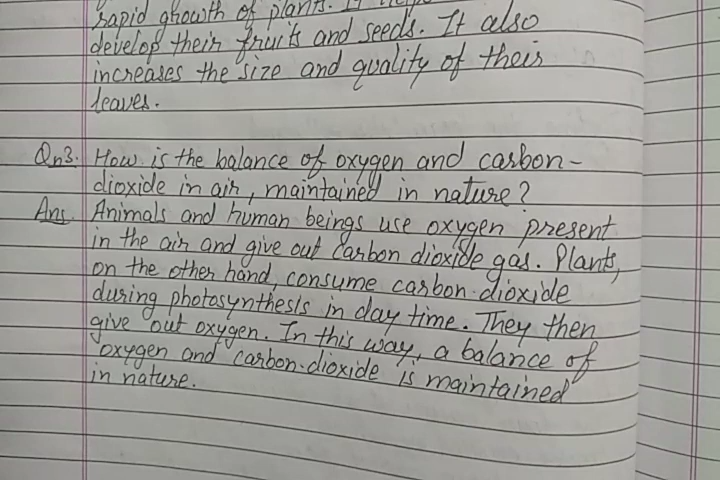 rapid growth of plants. It helps
develop their fruits and seeds. It also
increases the size and quality of their
leaves.
Qn3. How is the balance of oxygen and carbon-
dioxide in air, maintained in nature?
Ans. Animals and human beings use oxygen present
in the air and give out carbon dioxide gas. Plants,
on the other hand, consume carbon-dioxide
during photosynthesis in day time. They then
give out oxygen. In this way, a balance of
oxygen and carbon-dioxide is maintained
in nature.